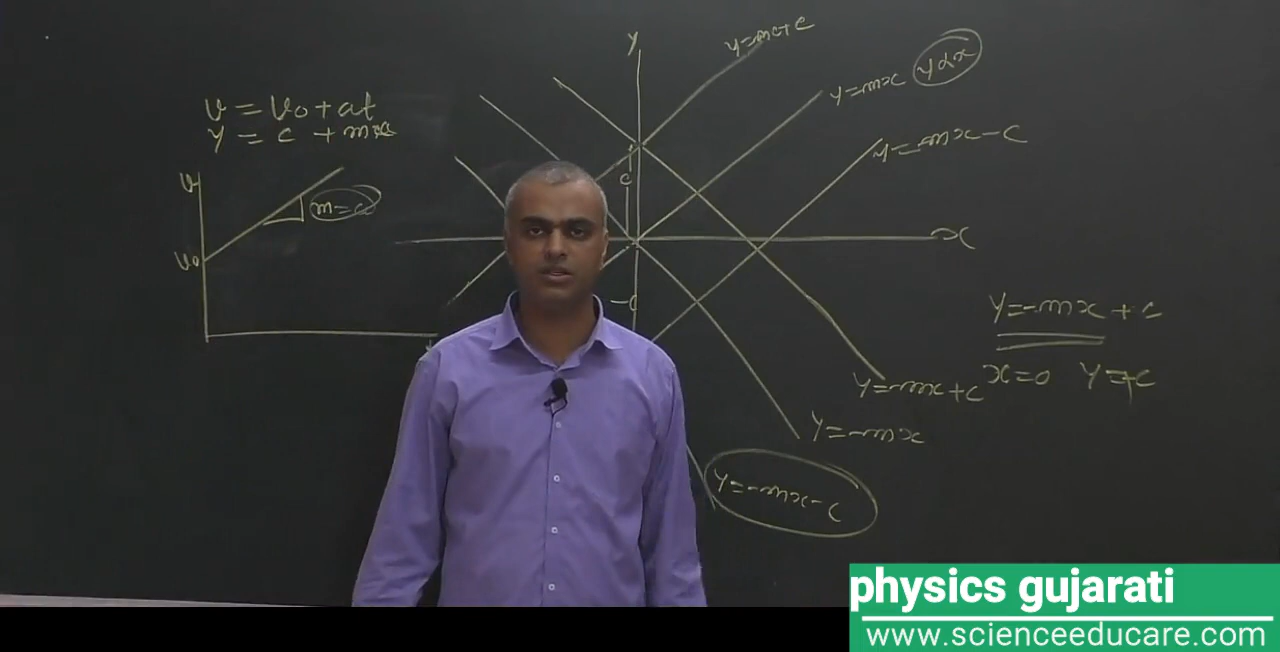 v = v₀ + at
y = c + mx
v
v₀
m=a
y
y=mx+c
y=mx
y∝x
y=mx-c
c
x
-c
y=-mx+c
x=0 y=+c
y=-mx+c
y=-mx
y=-mx-c
physics gujarati
www.scienceeducare.com